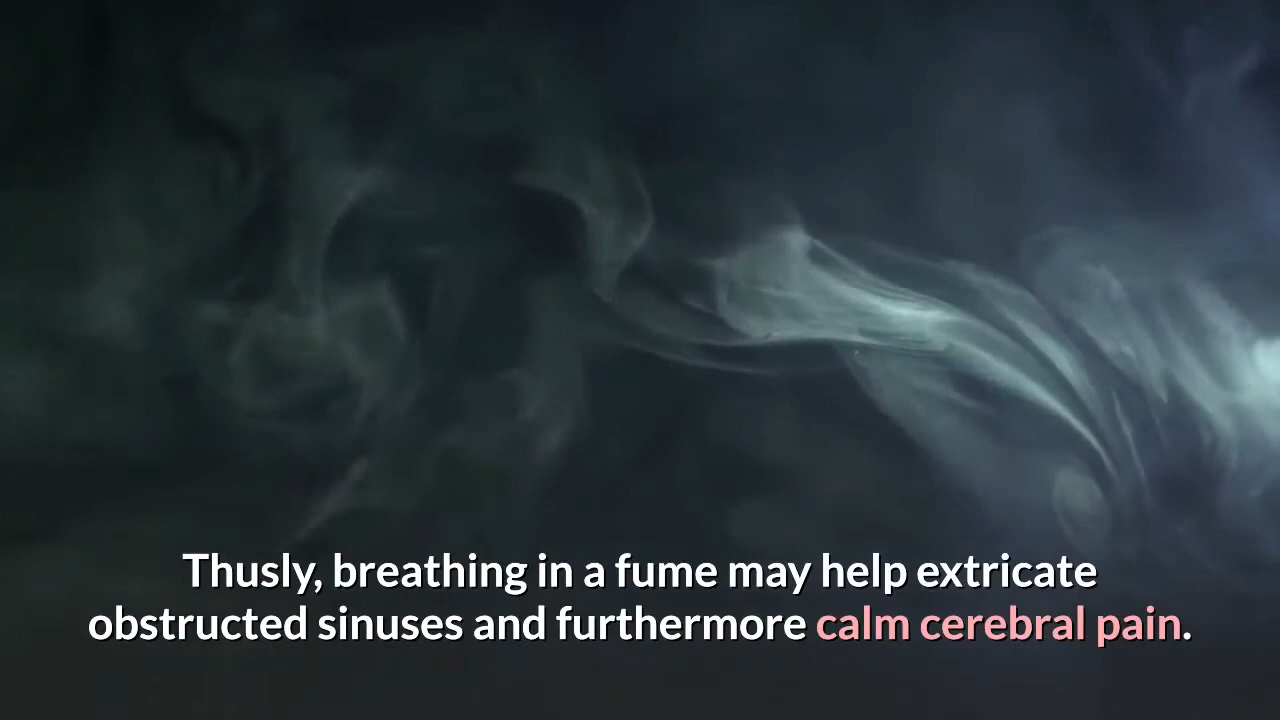 Thusly, breathing in a fume may help extricate
obstructed sinuses and furthermore calm cerebral pain.